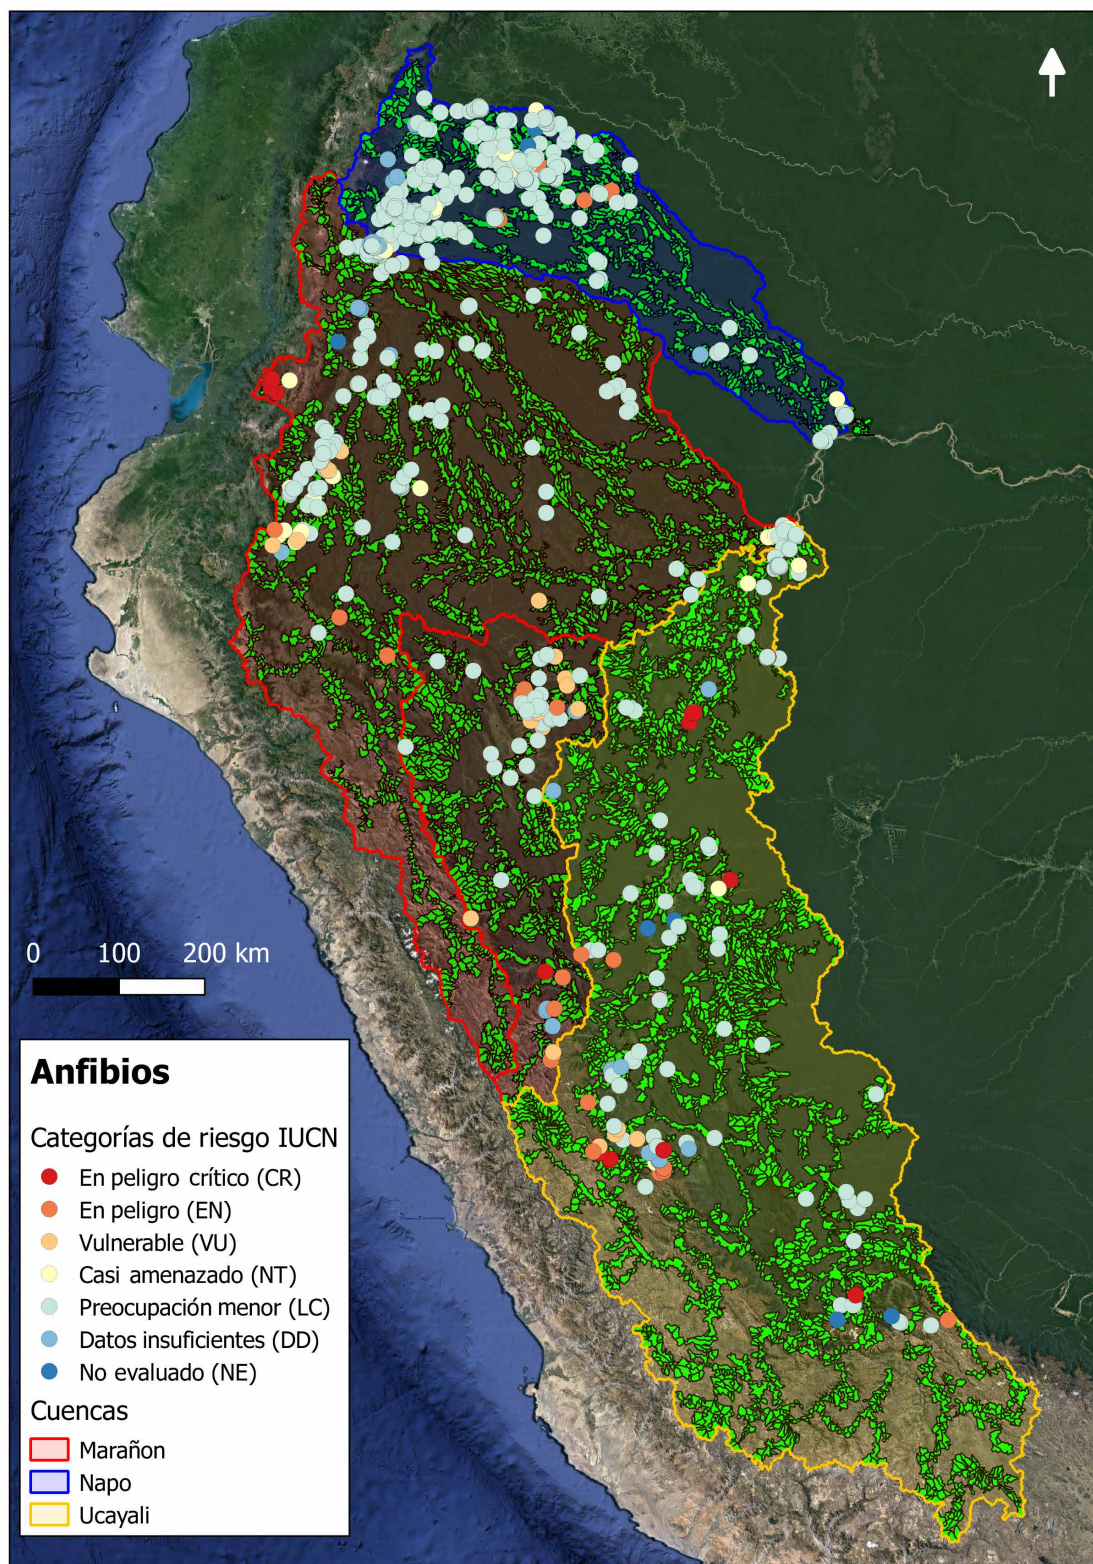 0 100 200 km
Anfibios
Categorías de riesgo IUCN
En peligro crítico (CR)
En peligro (EN)
Vulnerable (VU)
Casi amenazado (NT)
Preocupación menor (LC)
Datos insuficientes (DD)
No evaluado (NE)
Cuencas
Marañon
Napo
Ucayali